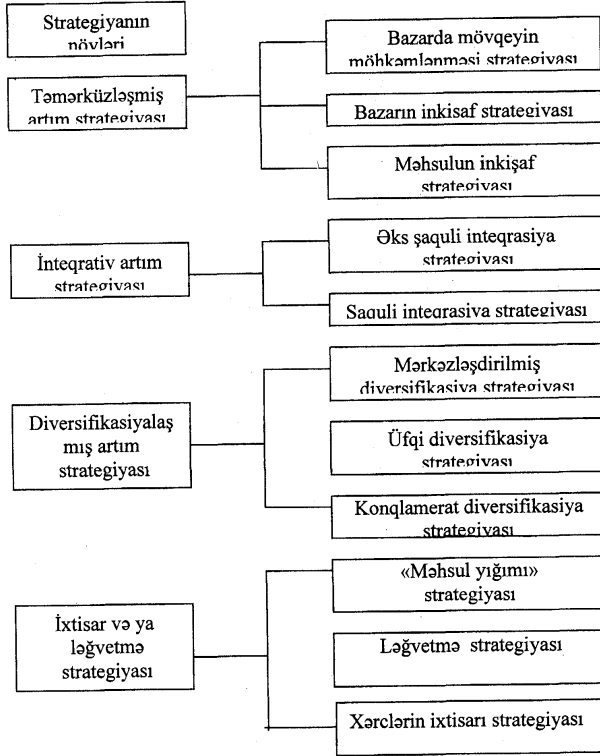 Strategiyanın
növləri
Təmərküzləşmiş
artım strategiyası
Bazarda mövqeyin
möhkəmlənməsi strategiyası
Bazarın inkişaf strategiyası
Məhsulun inkişaf
strategiyası
İnteqrativ artım
strategiyası
Əks şaquli inteqrasiya
strategiyası
Şaquli inteqrasiya strategiyası
Diversifikasiyalaş
mış artım
strategiyası
Mərkəzləşdirilmiş
diversifikasiya strategiyası
Üfqi diversifikasiya
strategiyası
Konqlamerat diversifikasiya
strategiyası
İxtisar və ya
ləğvetmə
strategiyası
«Məhsul yığımı»
strategiyası
Ləğvetmə strategiyası
Xərclərin ixtisarı strategiyası